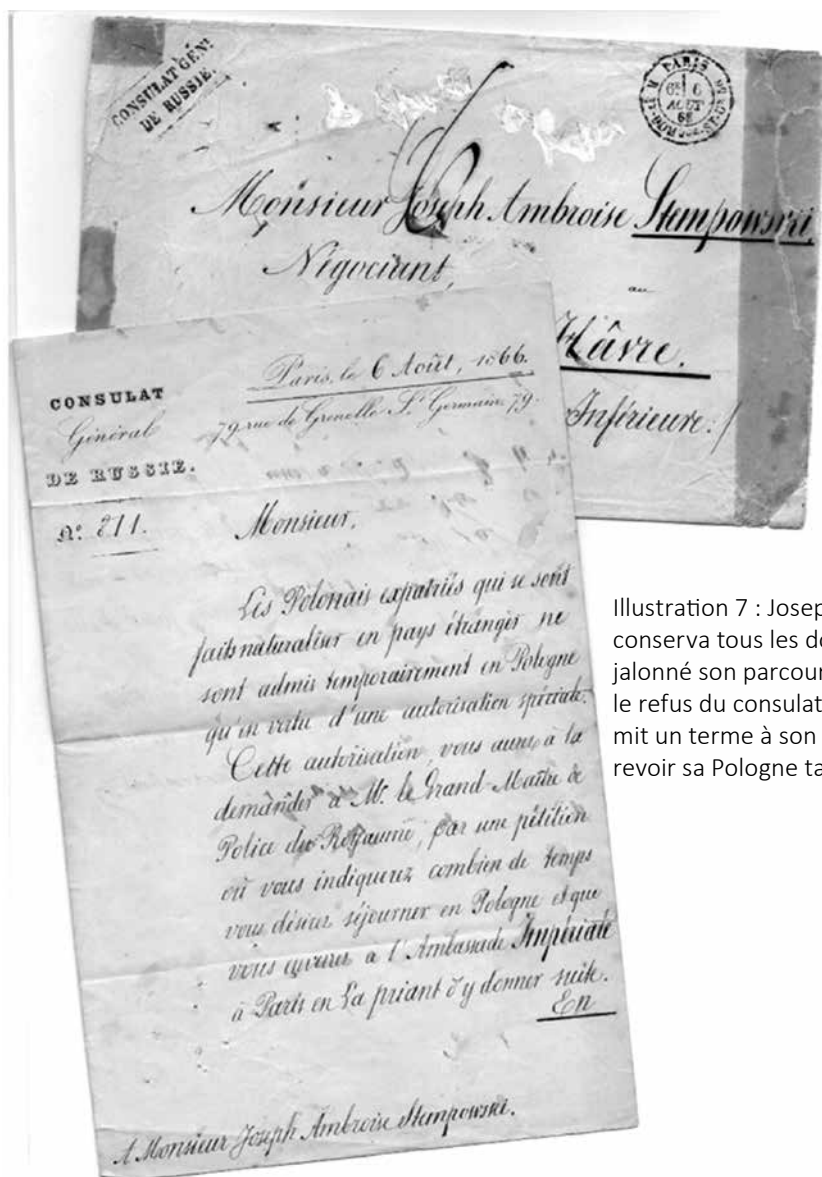 CONSULAT GÉN.
DE RUSSIE.
PARIS
6
AOUT
Monsieur Joseph Ambroise Stempowski,
Négociant,
au
Hâvre.
Inférieure./
CONSULAT
Général
DE RUSSIE.
Paris, le 6 Août, 1866.
79. rue de Grenelle St Germain 79.
N°. 211.
Monsieur,
Les Polonais expatriés qui se sont
faits naturaliser en pays étranger ne
sont admis temporairement en Pologne
qu'en vertu d'une autorisation spéciale.
Cette autorisation, vous aurez à la
demander à Mr. le Grand-Maître de
Police du Royaume, par une pétition
où vous indiquerez combien de temps
vous désirez séjourner en Pologne et que
vous enverrez à l'Ambassade Impériale
à Paris en La priant d'y donner suite.
En
A Monsieur Joseph Ambroise Stempowski.
Illustration 7 : Josep
conserva tous les do
jalonné son parcour
le refus du consulat
mit un terme à son
revoir sa Pologne ta